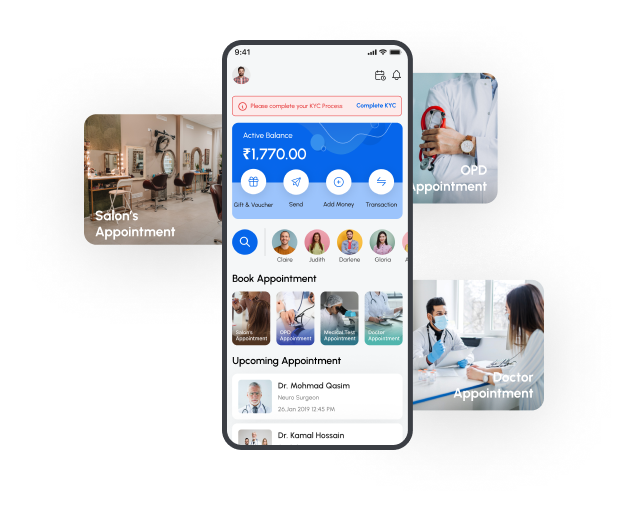 9:41
Please complete your KYC Process
Complete KYC
Active Balance
₹1,770.00
Gift & Voucher
Send
Add Money
Transaction
Claire
Judith
Darlene
Gloria
Book Appointment
Salon's
Appointment
OPD
Appointment
Medical Test
Appointment
Doctor
Appointment
Upcoming Appointment
Dr. Mohmad Qasim
Neuro Surgeon
26 Jan 2019 12:45 PM
Dr. Kamal Hossain
Salon's
Appointment
OPD
Appointment
Doctor
Appointment